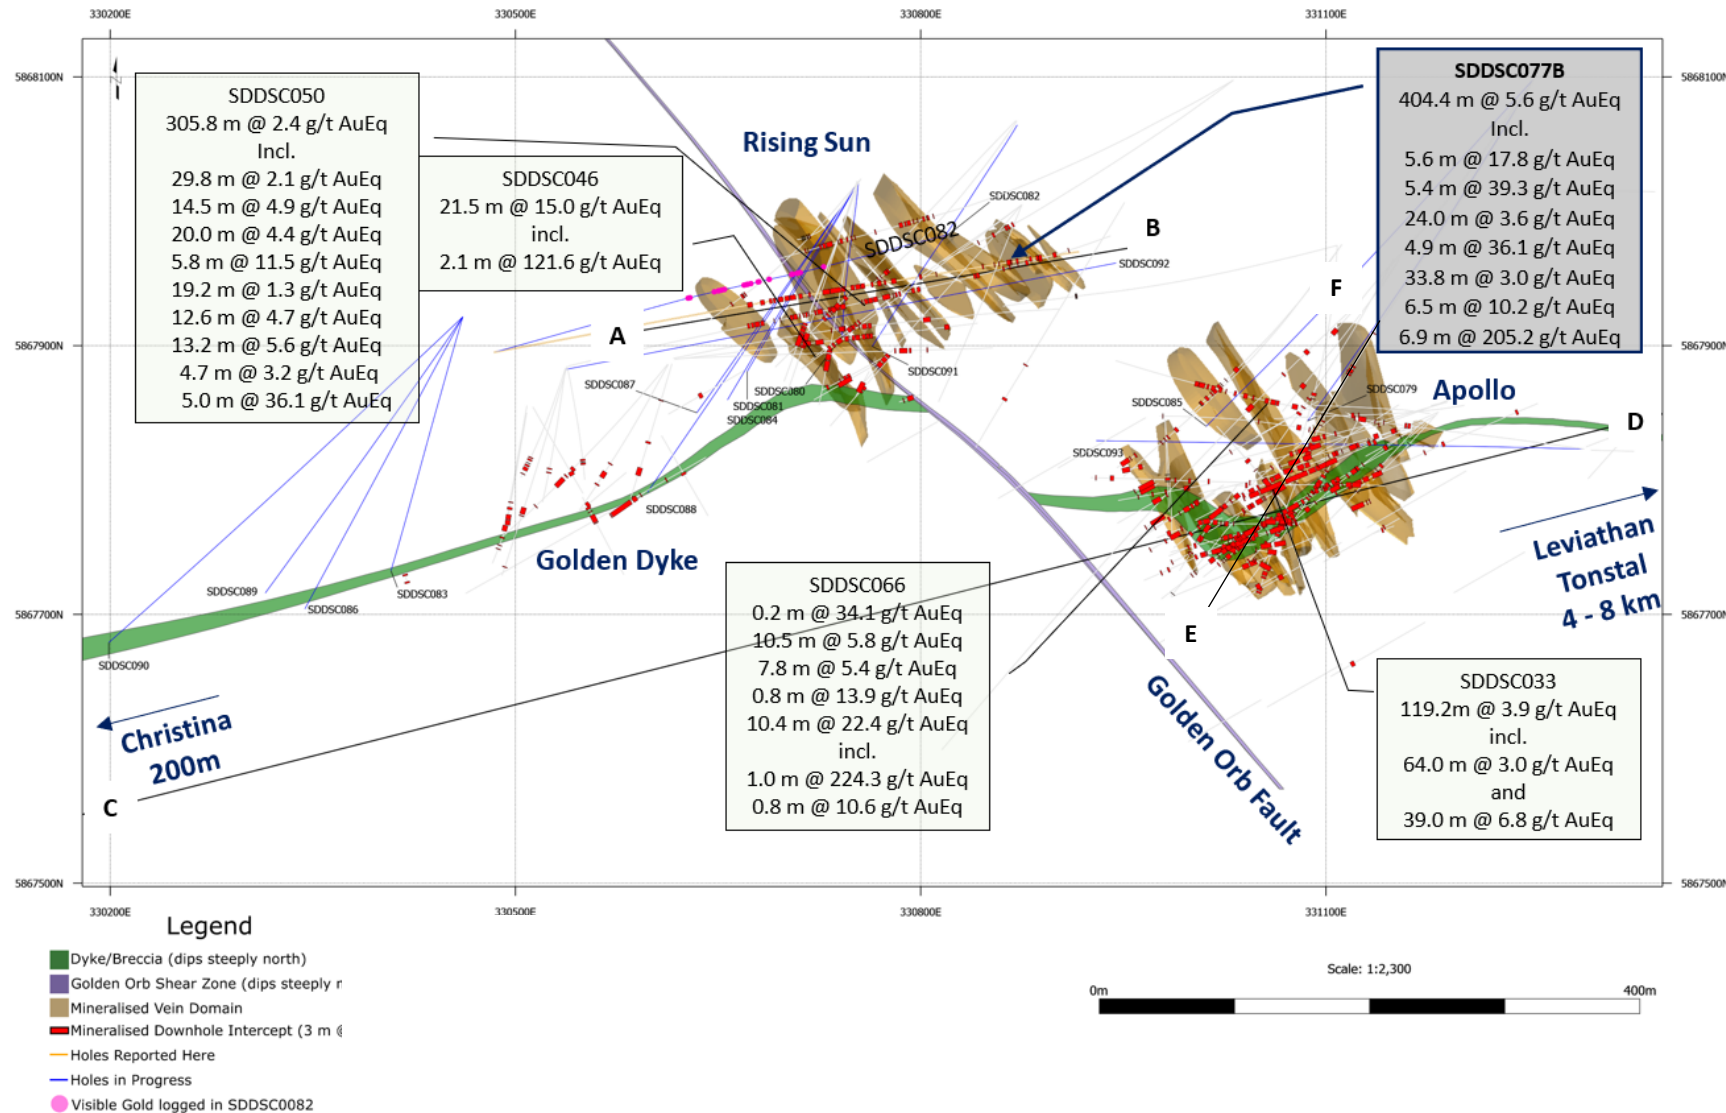 330200E
330500E
330800E
331100E
5868100N
5868100N
SDDSC050
305.8 m @ 2.4 g/t AuEq
Incl.
29.8 m @ 2.1 g/t AuEq
14.5 m @ 4.9 g/t AuEq
20.0 m @ 4.4 g/t AuEq
5.8 m @ 11.5 g/t AuEq
19.2 m @ 1.3 g/t AuEq
12.6 m @ 4.7 g/t AuEq
13.2 m @ 5.6 g/t AuEq
4.7 m @ 3.2 g/t AuEq
5.0 m @ 36.1 g/t AuEq
SDDSC046
21.5 m @ 15.0 g/t AuEq
incl.
2.1 m @ 121.6 g/t AuEq
Rising Sun
SDDSC077B
404.4 m @ 5.6 g/t AuEq
Incl.
5.6 m @ 17.8 g/t AuEq
5.4 m @ 39.3 g/t AuEq
24.0 m @ 3.6 g/t AuEq
4.9 m @ 36.1 g/t AuEq
33.8 m @ 3.0 g/t AuEq
6.5 m @ 10.2 g/t AuEq
6.9 m @ 205.2 g/t AuEq
SDDSC082
SDDSC082
B
SDDSC092
F
A
5867900N
5867900N
SDDSC091
SDDSC087
SDDSC080
SDDSC081
SDDSC084
SDDSC079
Apollo
SDDSC085
D
SDDSC093
SDDSC088
Golden Dyke
Leviathan
Tonstal
4 - 8 km
SDDSC089
SDDSC083
SDDSC086
5867700N
5867700N
SDDSC066
0.2 m @ 34.1 g/t AuEq
10.5 m @ 5.8 g/t AuEq
7.8 m @ 5.4 g/t AuEq
0.8 m @ 13.9 g/t AuEq
10.4 m @ 22.4 g/t AuEq
incl.
1.0 m @ 224.3 g/t AuEq
0.8 m @ 10.6 g/t AuEq
E
SDDSC090
SDDSC033
119.2m @ 3.9 g/t AuEq
incl.
64.0 m @ 3.0 g/t AuEq
and
39.0 m @ 6.8 g/t AuEq
Golden Orb Fault
Christina
200m
C
5867500N
5867500N
330200E
330500E
330800E
331100E
Legend
Dyke/Breccia (dips steeply north)
Golden Orb Shear Zone (dips steeply
Mineralised Vein Domain
Mineralised Downhole Intercept (3 m @
Holes Reported Here
Holes in Progress
Visible Gold logged in SDDSC0082
Scale: 1:2,300
0m
400m